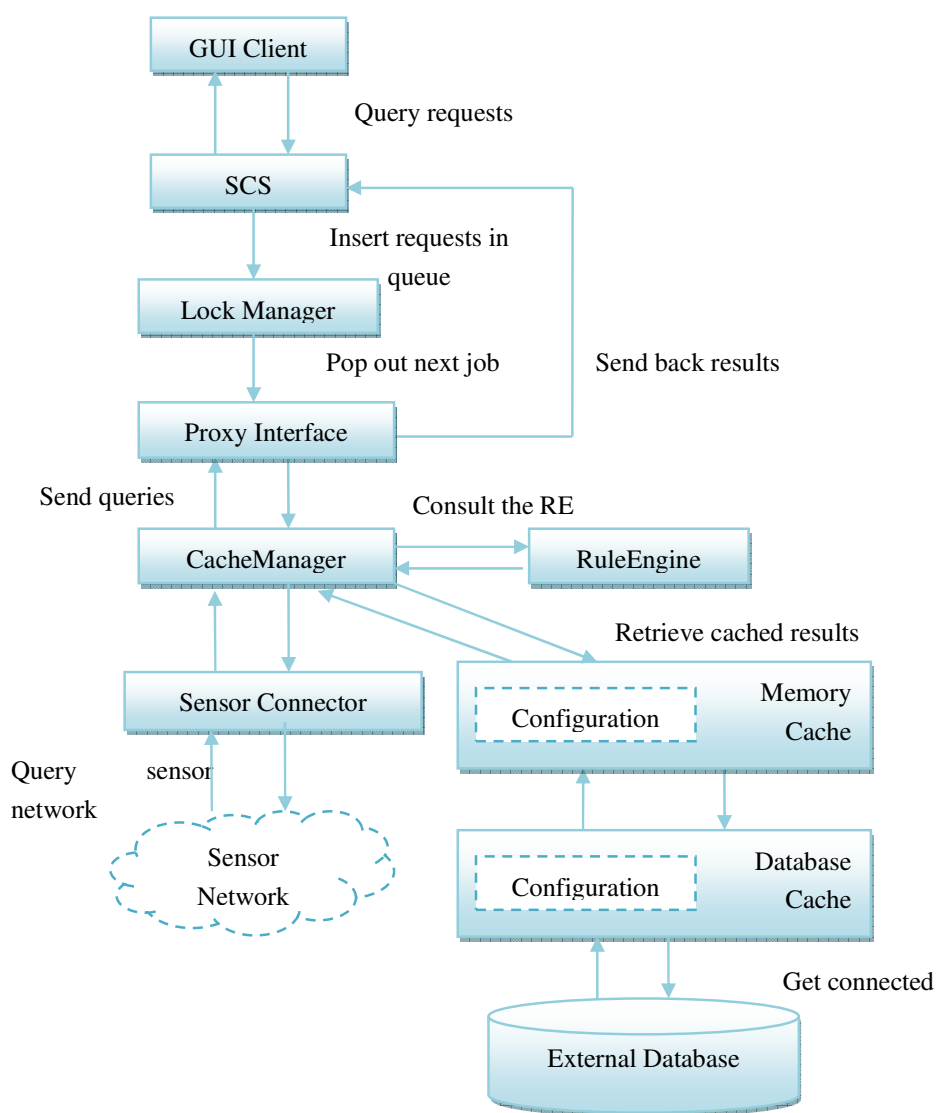 GUI Client
Query requests
SCS
Insert requests in
queue
Lock Manager
Pop out next job
Send back results
Proxy Interface
Send queries
Consult the RE
CacheManager
RuleEngine
Retrieve cached results
Sensor Connector
Configuration
Memory
Cache
Query sensor
network
Sensor
Network
Configuration
Database
Cache
Get connected
External Database